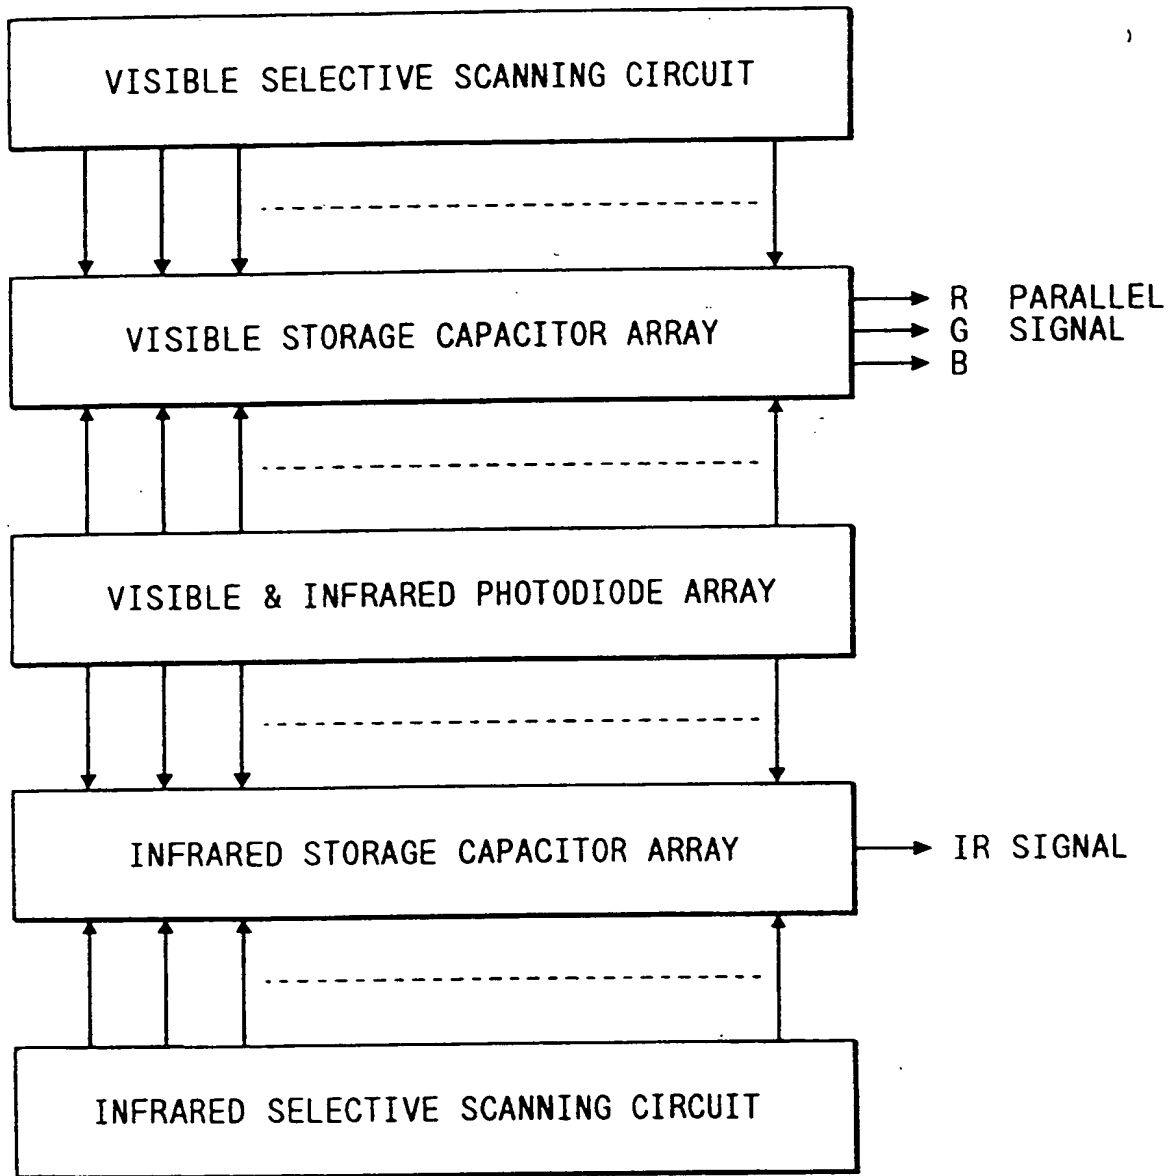 VISIBLE SELECTIVE SCANNING CIRCUIT
VISIBLE STORAGE CAPACITOR ARRAY
R PARALLEL
G SIGNAL
B
VISIBLE & INFRARED PHOTODIODE ARRAY
INFRARED STORAGE CAPACITOR ARRAY
IR SIGNAL
INFRARED SELECTIVE SCANNING CIRCUIT